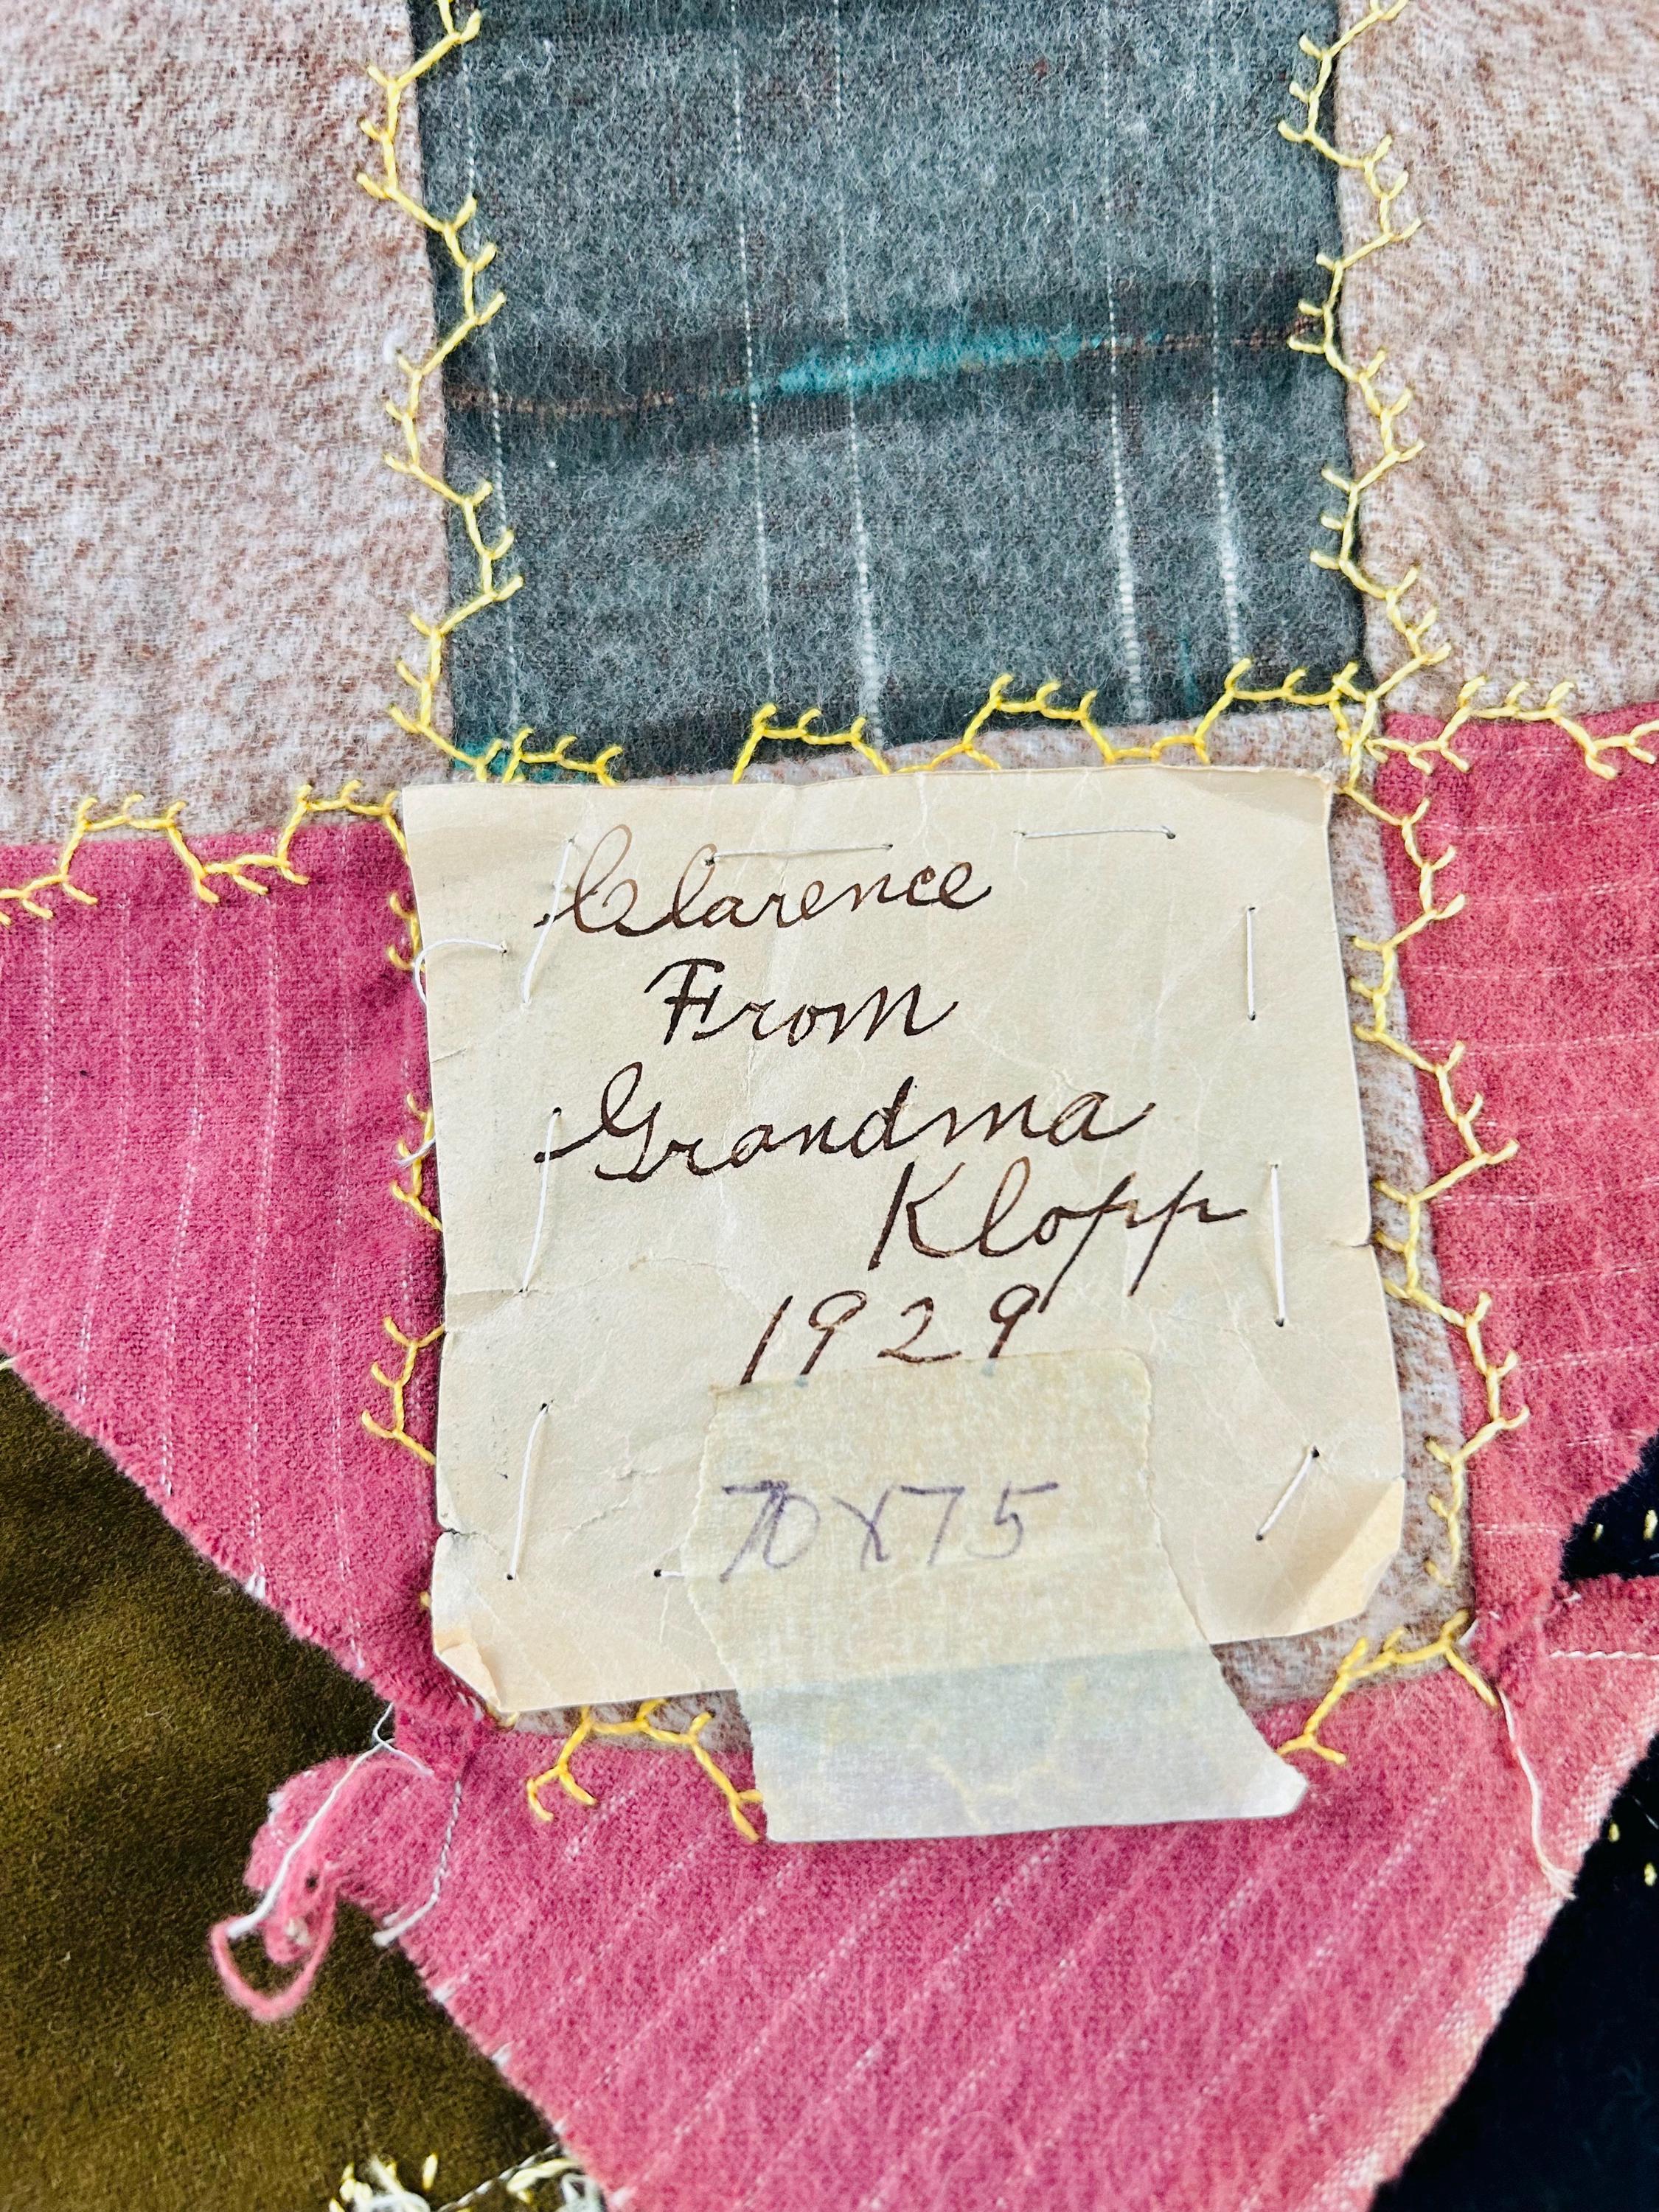 Clarence
From
Grandma
Klopp
1929
70X75